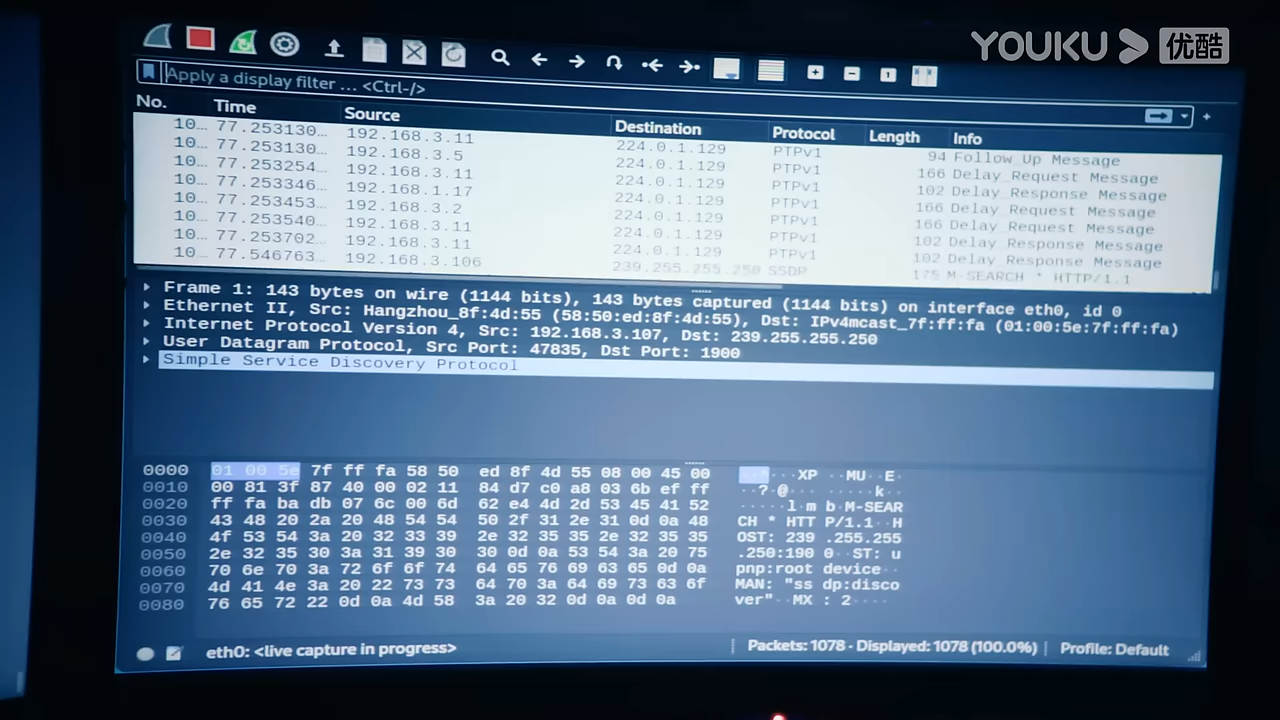 YOUKU 优酷
Apply a display filter ... <Ctrl-/>
No. Time Source Destination Protocol Length Info
10… 77.253130… 192.168.3.11 224.0.1.129 PTPv1 94 Follow_Up Message
10… 77.253130… 192.168.3.5 224.0.1.129 PTPv1 166 Delay_Request Message
10… 77.253254… 192.168.3.11 224.0.1.129 PTPv1 102 Delay_Response Message
10… 77.253346… 192.168.1.17 224.0.1.129 PTPv1 166 Delay_Request Message
10… 77.253453… 192.168.3.2 224.0.1.129 PTPv1 166 Delay_Request Message
10… 77.253540… 192.168.3.11 224.0.1.129 PTPv1 102 Delay_Response Message
10… 77.253702… 192.168.3.11 224.0.1.129 PTPv1 102 Delay_Response Message
10… 77.546763… 192.168.3.106 239.255.255.250 SSDP 175 M-SEARCH * HTTP/1.1
Frame 1: 143 bytes on wire (1144 bits), 143 bytes captured (1144 bits) on interface eth0, id 0
Ethernet II, Src: Hangzhou_8f:4d:55 (58:50:ed:8f:4d:55), Dst: IPv4mcast_7f:ff:fa (01:00:5e:7f:ff:fa)
Internet Protocol Version 4, Src: 192.168.3.107, Dst: 239.255.255.250
User Datagram Protocol, Src Port: 47835, Dst Port: 1900
Simple Service Discovery Protocol
0000 01 00 5e 7f ff fa 58 50 ed 8f 4d 55 08 00 45 00 ··^···XP ··MU··E·
0010 00 81 3f 87 40 00 02 11 84 d7 c0 a8 03 6b ef ff ··?·@··· ·····k··
0020 ff fa ba db 07 6c 00 6d 62 e4 4d 2d 53 45 41 52 ·····l·m b·M-SEAR
0030 43 48 20 2a 20 48 54 54 50 2f 31 2e 31 0d 0a 48 CH * HTT P/1.1··H
0040 4f 53 54 3a 20 32 33 39 2e 32 35 35 2e 32 35 35 OST: 239 .255.255
0050 2e 32 35 30 3a 31 39 30 30 0d 0a 53 54 3a 20 75 .250:190 0··ST: u
0060 70 6e 70 3a 72 6f 6f 74 64 65 76 69 63 65 0d 0a pnp:root device··
0070 4d 41 4e 3a 20 22 73 73 64 70 3a 64 69 73 63 6f MAN: "ss dp:disco
0080 76 65 72 22 0d 0a 4d 58 3a 20 32 0d 0a 0d 0a ver"··MX : 2····
eth0: <live capture in progress> Packets: 1078 · Displayed: 1078 (100.0%) Profile: Default